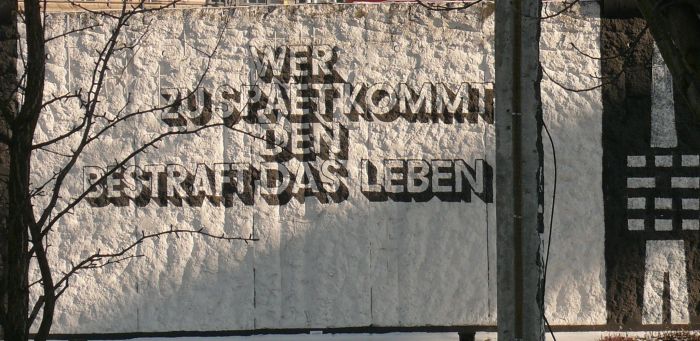 WER
ZU SPAET KOMMT
DEN
BESTRAFT DAS LEBEN